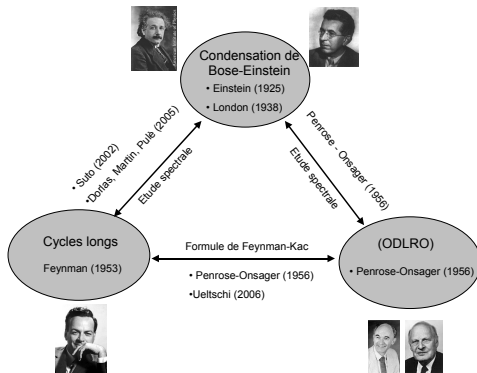 Condensation de
Bose-Einstein
• Einstein (1925)
• London (1938)
• Suto (2002)
•Dorlas, Martin, Pulè (2005)
Etude spectrale
Penrose - Onsager (1956)
Etude spectrale
Cycles longs
Feynman (1953)
Formule de Feynman-Kac
• Penrose-Onsager (1956)
•Ueltschi (2006)
(ODLRO)
• Penrose-Onsager (1956)